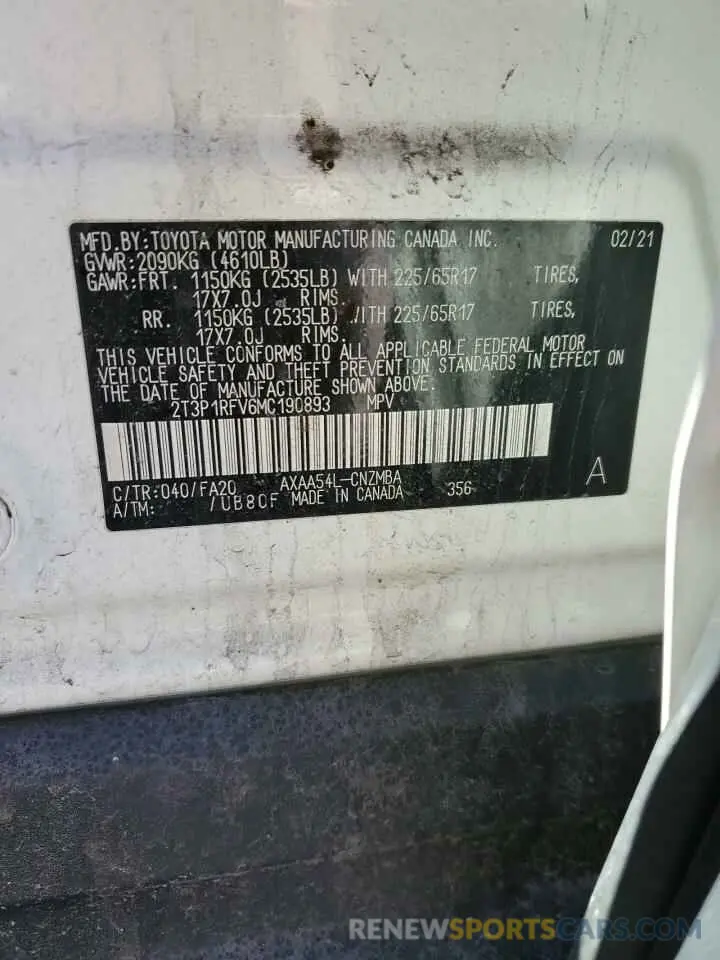 MFD.BY:TOYOTA MOTOR MANUFACTURING CANADA INC. 02/21
GVWR:2090KG (4610LB)
GAWR:FRT. 1150KG (2535LB) WITH 225/65R17 TIRES,
17X7.0J RIMS.
RR. 1150KG (2535LB) WITH 225/65R17 TIRES,
17X7.0J RIMS.
THIS VEHICLE CONFORMS TO ALL APPLICABLE FEDERAL MOTOR
VEHICLE SAFETY AND THEFT PREVENTION STANDARDS IN EFFECT ON
THE DATE OF MANUFACTURE SHOWN ABOVE.
2T3P1RFV6MC190893 MPV
C/TR:040/FA20 AXAA54L-CNZMBA 356 A
A/TM: /UB80F MADE IN CANADA
RENEWSPORTSCARS.COM